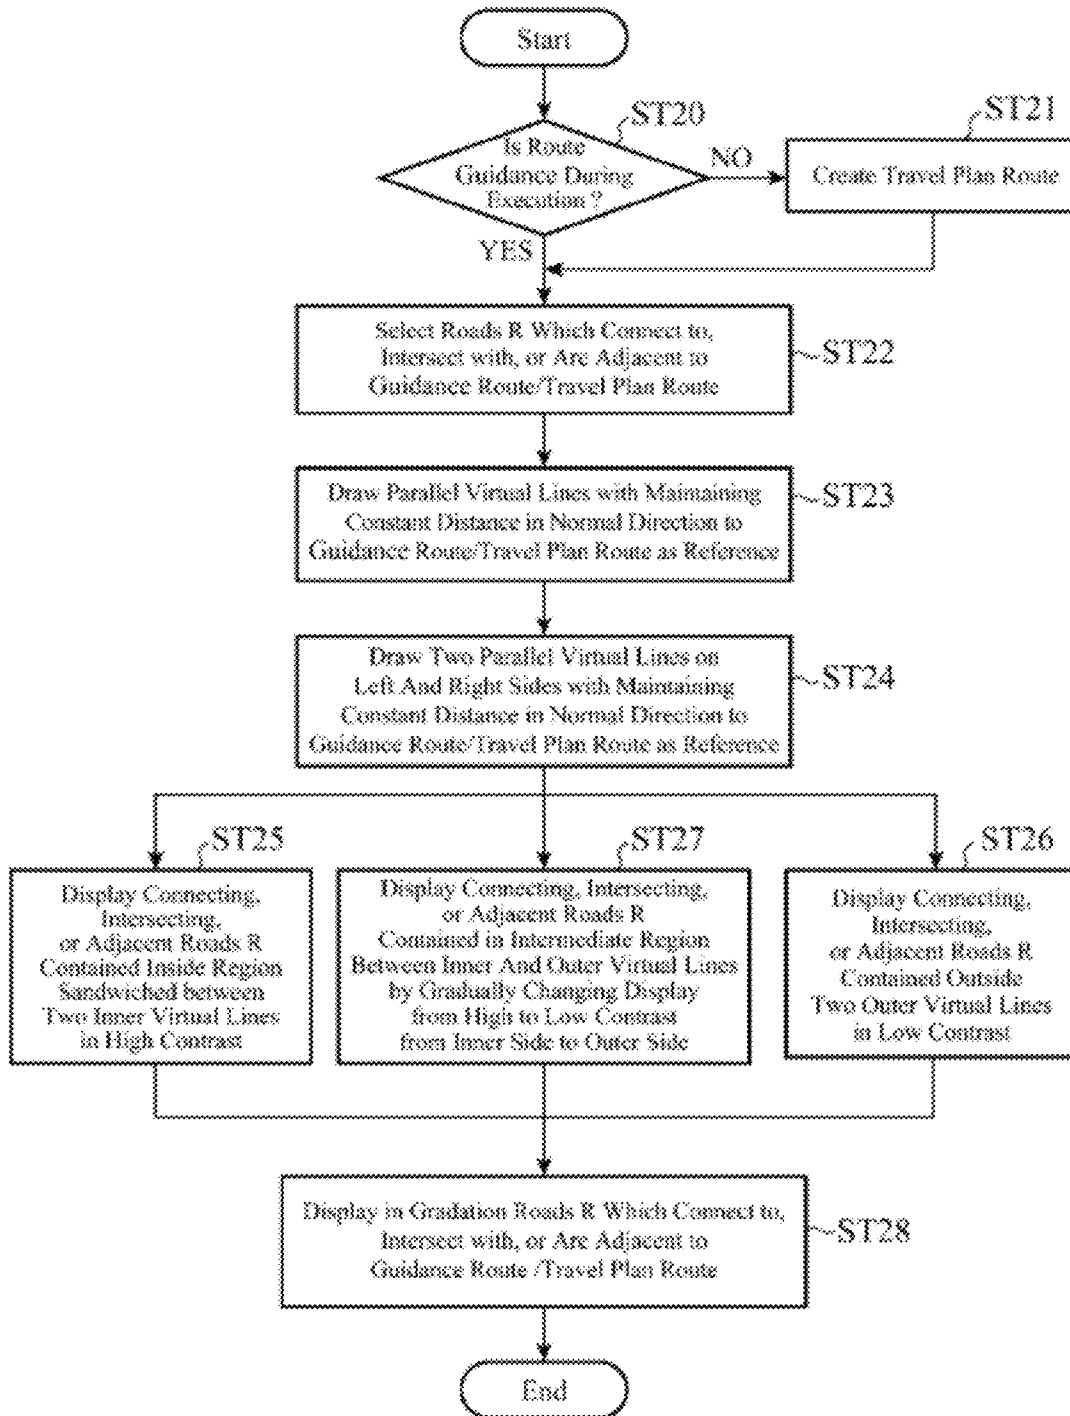 Start
ST20
Is Route
Guidance During
Execution ?
NO
ST21
Create Travel Plan Route
YES
Select Roads R Which Connect to,
Intersect with, or Are Adjacent to
Guidance Route/Travel Plan Route
ST22
Draw Parallel Virtual Lines with Maintaining
Constant Distance in Normal Direction to
Guidance Route/Travel Plan Route as Reference
ST23
Draw Two Parallel Virtual Lines on
Left And Right Sides with Maintaining
Constant Distance in Normal Direction to
Guidance Route/Travel Plan Route as Reference
ST24
ST25
Display Connecting,
Intersecting,
or Adjacent Roads R
Contained Inside Region
Sandwiched between
Two Inner Virtual Lines
in High Contrast
ST27
Display Connecting, Intersecting,
or Adjacent Roads R
Contained in Intermediate Region
Between Inner And Outer Virtual Lines
by Gradually Changing Display
from High to Low Contrast
from Inner Side to Outer Side
ST26
Display Connecting,
Intersecting,
or Adjacent Roads R
Contained Outside
Two Outer Virtual Lines
in Low Contrast
Display in Gradation Roads R Which Connect to,
Intersect with, or Are Adjacent to
Guidance Route /Travel Plan Route
ST28
End